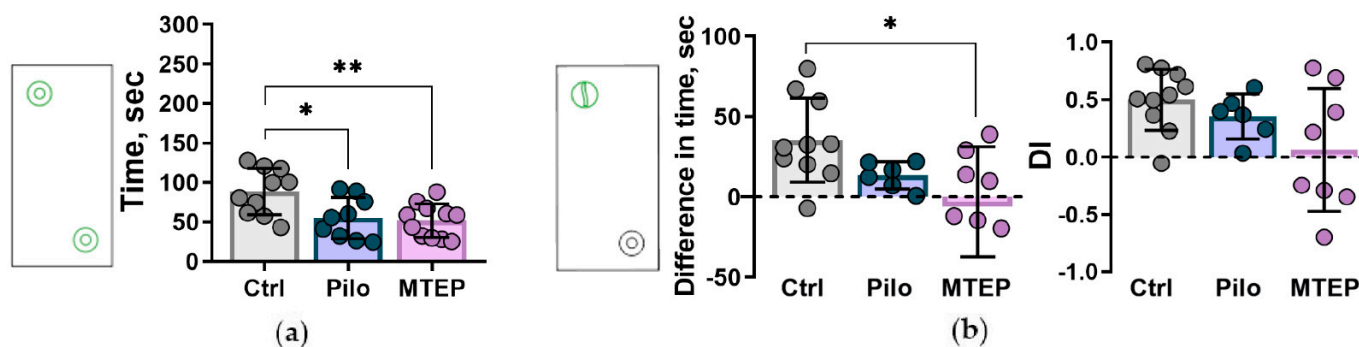 Time, sec
300
250
200
150
100
50
0
**
*
Ctrl Pilo MTEP
(a)
Difference in time, sec
100
50
0
-50
*
Ctrl Pilo MTEP
DI
1.0
0.5
0.0
-0.5
-1.0
Ctrl Pilo MTEP
(b)